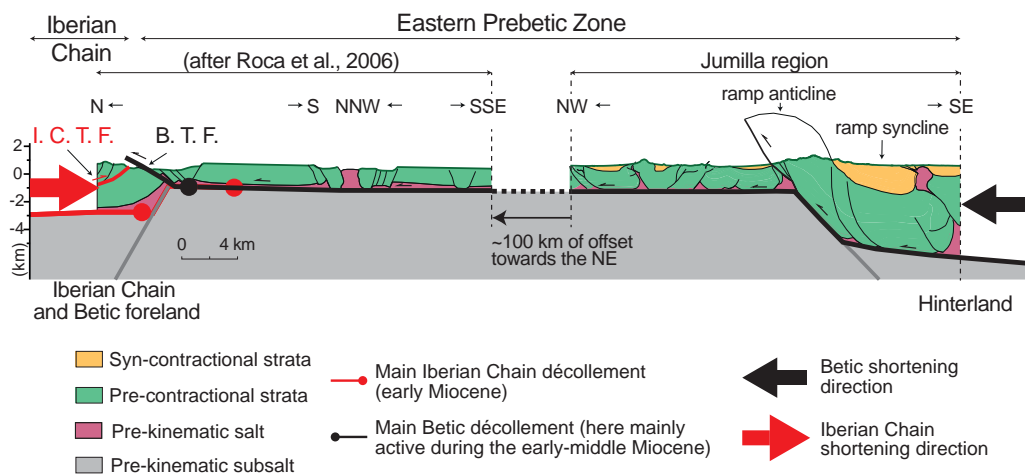 Iberian
Chain
Eastern Prebetic Zone
(after Roca et al., 2006)
Jumilla region
N ←
→ S
NNW ←
→ SSE
NW ←
ramp anticline
→ SE
ramp syncline
I. C. T. F.
B. T. F.
2
0
-2
-4
(km)
0 4 km
~100 km of offset
towards the NE
Iberian Chain
and Betic foreland
Hinterland
Syn-contractional strata
Pre-contractional strata
Pre-kinematic salt
Pre-kinematic subsalt
Main Iberian Chain décollement
(early Miocene)
Main Betic décollement (here mainly
active during the early-middle Miocene)
Betic shortening
direction
Iberian Chain
shortening direction